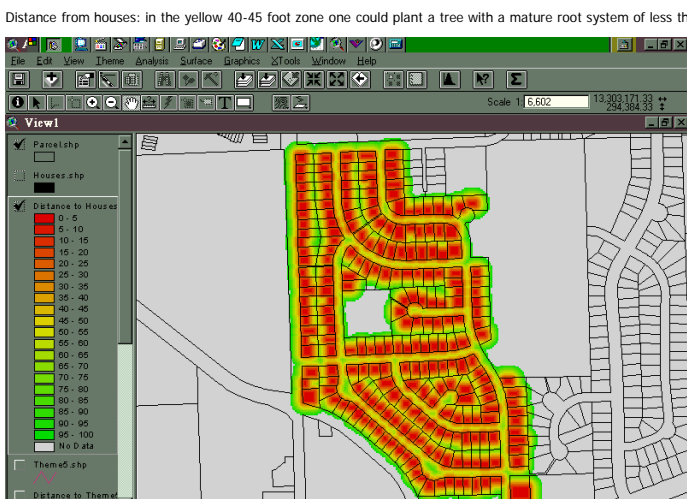 Distance from houses: in the yellow 40-45 foot zone one could plant a tree with a mature root system of less th
File Edit View Theme Analysis Surface Graphics XTools Window Help
Scale 1: 6,602
13,303,171.33
294,384.33
View1
Parcel.shp
Houses.shp
Distance to Houses
0 - 5
5 - 10
10 - 15
15 - 20
20 - 25
25 - 30
30 - 35
35 - 40
40 - 45
45 - 50
50 - 55
55 - 60
60 - 65
65 - 70
70 - 75
75 - 80
80 - 85
85 - 90
90 - 95
95 - 100
No Data
Theme5.shp
Distance to Theme